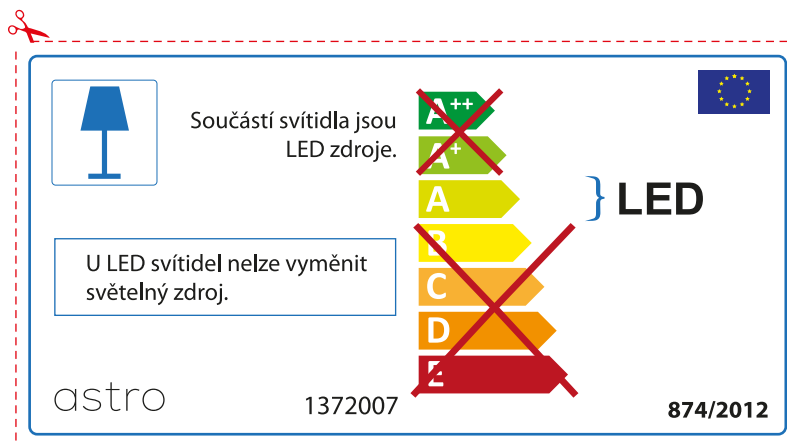 Součástí svítidla jsou
LED zdroje.
A++
A+
A
B
C
D
E
LED
U LED svítidel nelze vyměnit
světelný zdroj.
astro
1372007
874/2012